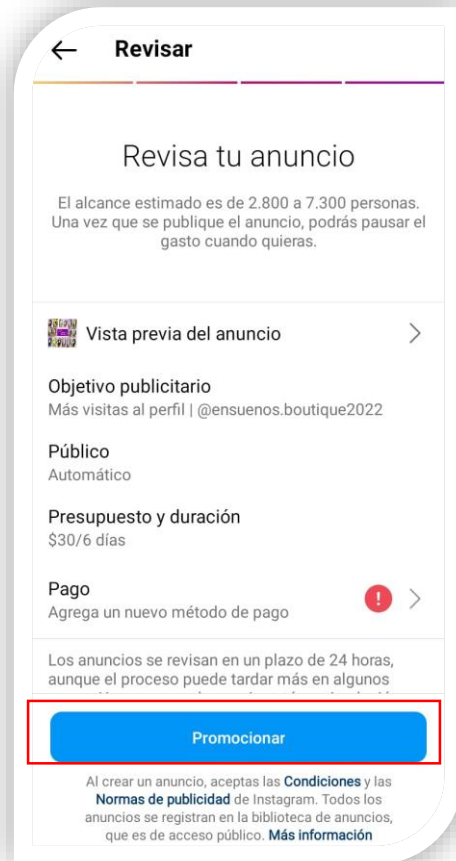 Revisar
Revisa tu anuncio
El alcance estimado es de 2.800 a 7.300 personas.
Una vez que se publique el anuncio, podrás pausar el
gasto cuando quieras.
Vista previa del anuncio
Objetivo publicitario
Más visitas al perfil | @ensuenos.boutique2022
Público
Automático
Presupuesto y duración
$30/6 días
Pago
Agrega un nuevo método de pago
Los anuncios se revisan en un plazo de 24 horas,
aunque el proceso puede tardar más en algunos
Promocionar
Al crear un anuncio, aceptas las Condiciones y las
Normas de publicidad de Instagram. Todos los
anuncios se registran en la biblioteca de anuncios,
que es de acceso público. Más información